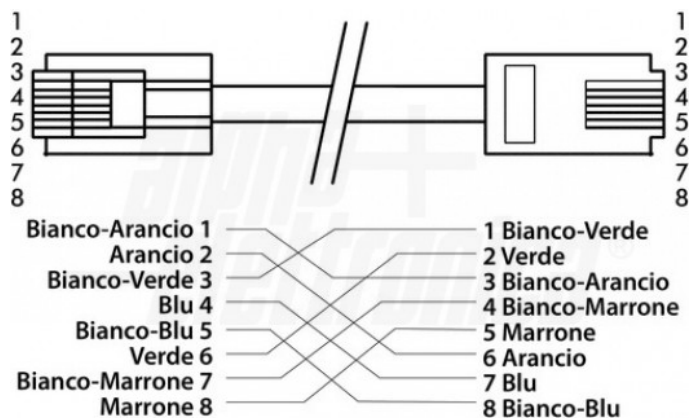 1
2
3
4
5
6
7
8
1
2
3
4
5
6
7
8
alpha elettronica®
Bianco-Arancio 1
Arancio 2
Bianco-Verde 3
Blu 4
Bianco-Blu 5
Verde 6
Bianco-Marrone 7
Marrone 8
1 Bianco-Verde
2 Verde
3 Bianco-Arancio
4 Bianco-Marrone
5 Marrone
6 Arancio
7 Blu
8 Bianco-Blu